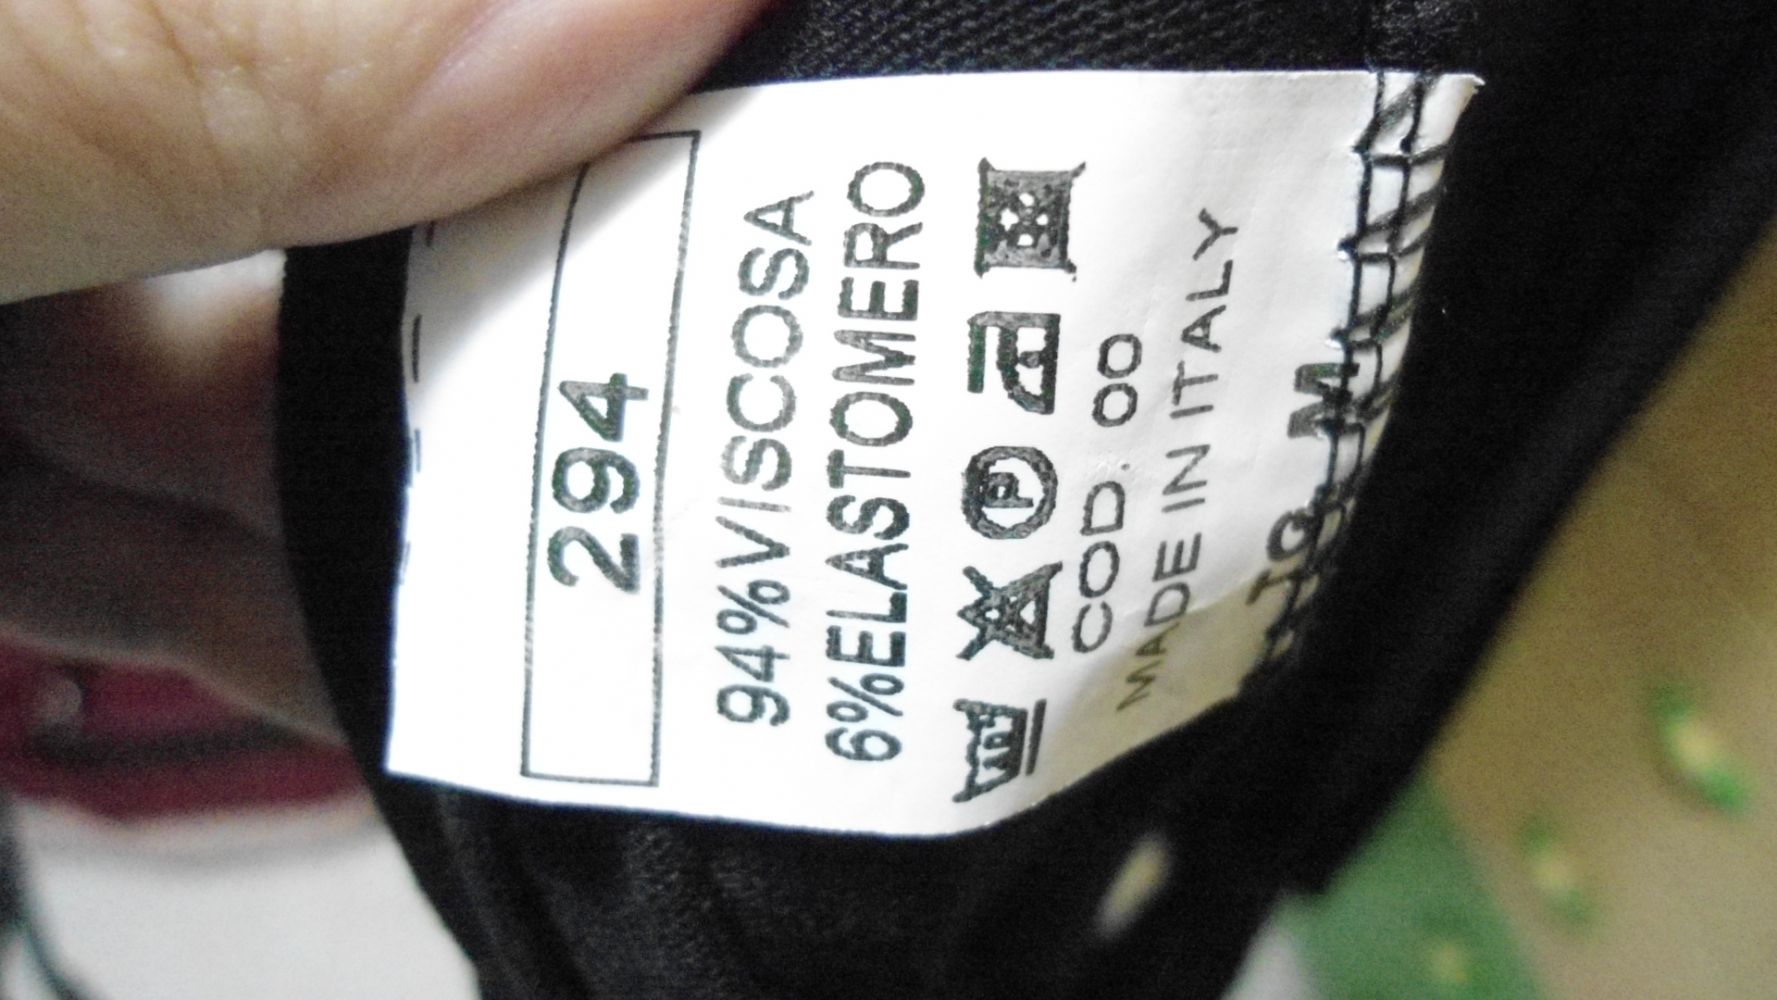 294
94%VISCOSA
6%ELASTOMERO
P
COD. 00
MADE IN ITALY